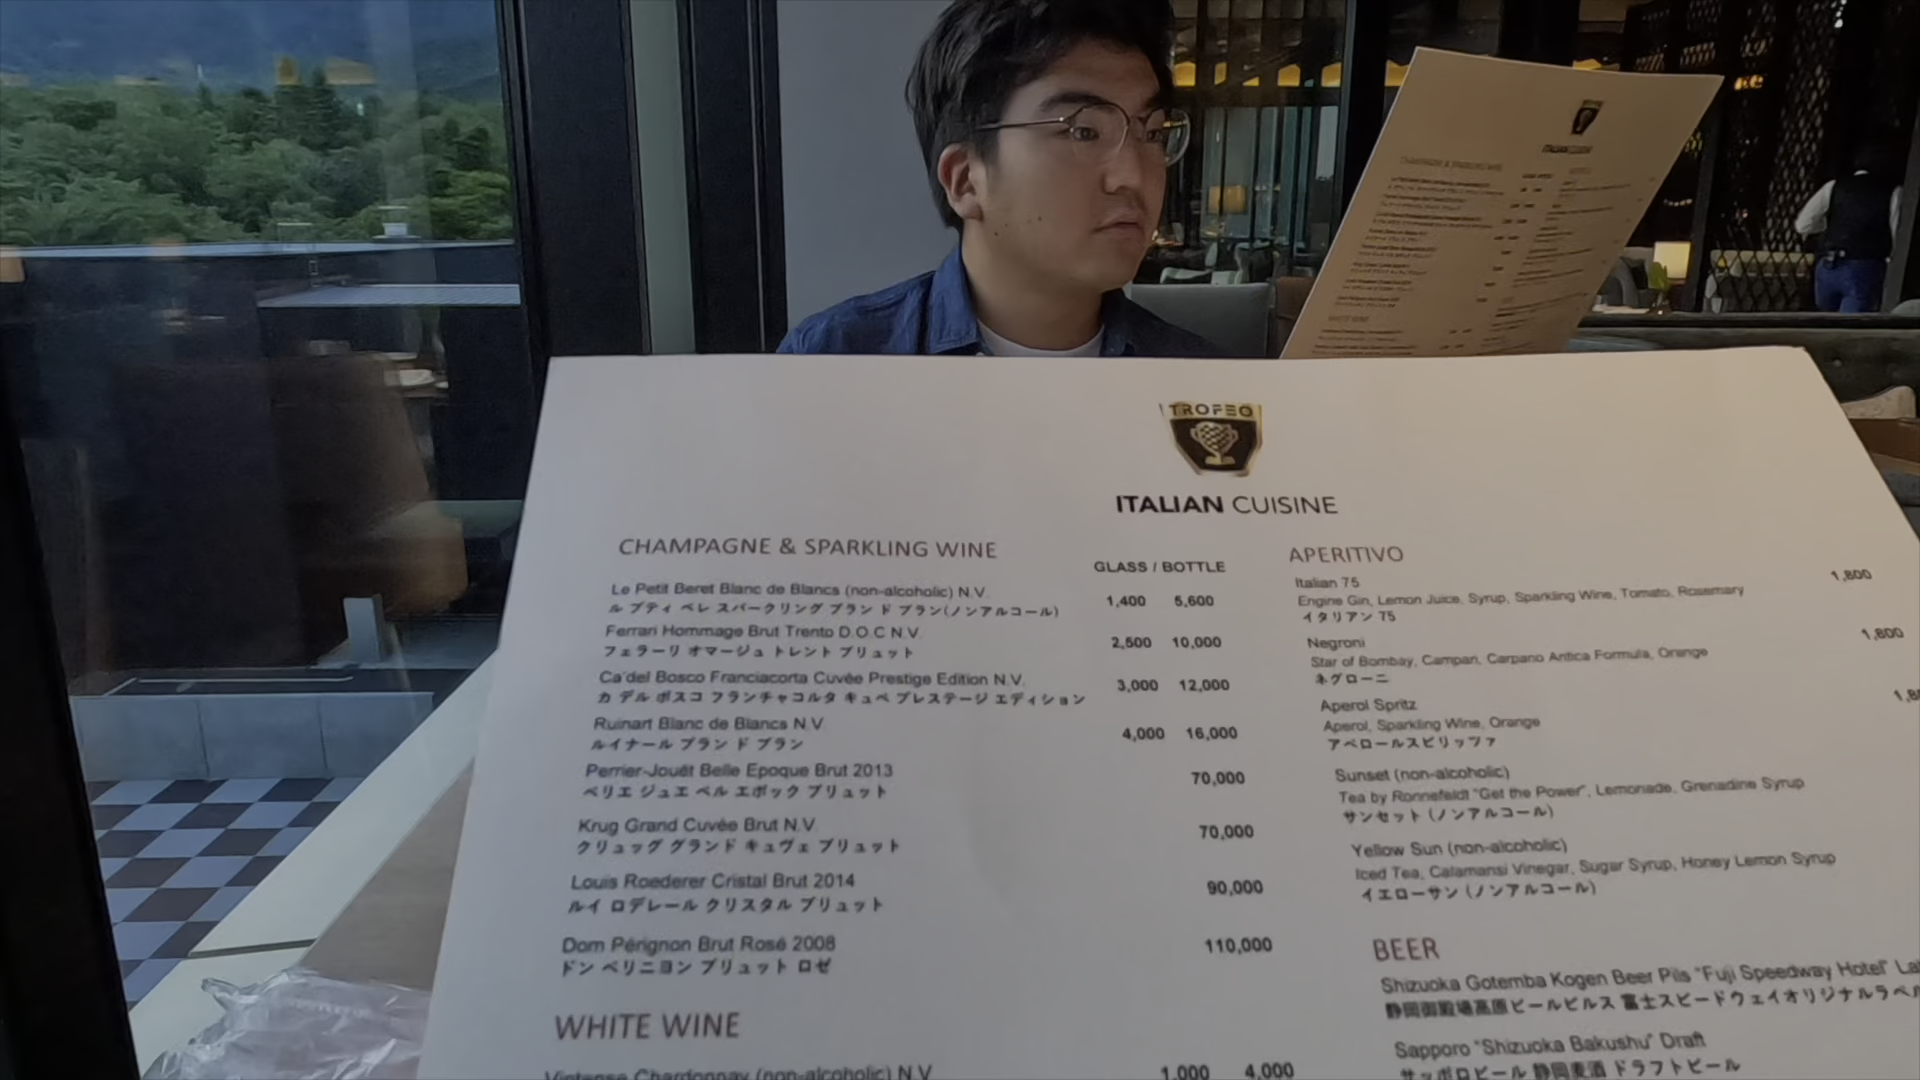 TROFEO
ITALIAN CUISINE
CHAMPAGNE & SPARKLING WINE
GLASS / BOTTLE
Le Petit Beret Blanc de Blancs (non-alcoholic) N.V. 1,400 5,600
ル プティ ベレ スパークリング ブラン ド ブラン(ノンアルコール)
Ferrari Hommage Brut Trento D.O.C N.V. 2,500 10,000
フェラーリ オマージュ トレント ブリュット
Ca'del Bosco Franciacorta Cuvée Prestige Edition N.V. 3,000 12,000
カ デル ボスコ フランチャコルタ キュベ プレステージ エディション
Ruinart Blanc de Blancs N.V. 4,000 16,000
ルイナール ブラン ド ブラン
Perrier-Jouët Belle Epoque Brut 2013 70,000
ペリエ ジュエ ベル エポック ブリュット
Krug Grand Cuvée Brut N.V. 70,000
クリュッグ グランド キュヴェ ブリュット
Louis Roederer Cristal Brut 2014 90,000
ルイ ロデレール クリスタル ブリュット
Dom Pérignon Brut Rosé 2008 110,000
ドン ペリニヨン ブリュット ロゼ
WHITE WINE
Vintense Chardonnay (non-alcoholic) N.V. 1,000 4,000
APERITIVO
Italian 75 1,800
Engine Gin, Lemon Juice, Syrup, Sparkling Wine, Tomato, Rosemary
イタリアン 75
Negroni 1,800
Star of Bombay, Campari, Carpano Antica Formula, Orange
ネグローニ
Aperol Spritz
Aperol, Sparkling Wine, Orange
アペロールスピリッツァ
Sunset (non-alcoholic)
Tea by Ronnefeldt "Get the Power", Lemonade, Grenadine Syrup
サンセット (ノンアルコール)
Yellow Sun (non-alcoholic)
Iced Tea, Calamansi Vinegar, Sugar Syrup, Honey Lemon Syrup
イエローサン (ノンアルコール)
BEER
Shizuoka Gotemba Kogen Beer Pils "Fuji Speedway Hotel"
静岡御殿場高原ビールピルス 富士スピードウェイオリジナルラベル
Sapporo "Shizuoka Bakushu" Draft
サッポロビール 静岡麦酒 ドラフトビール
ITALIAN CUISINE
CHAMPAGNE & SPARKLING WINE
WHITE WINE